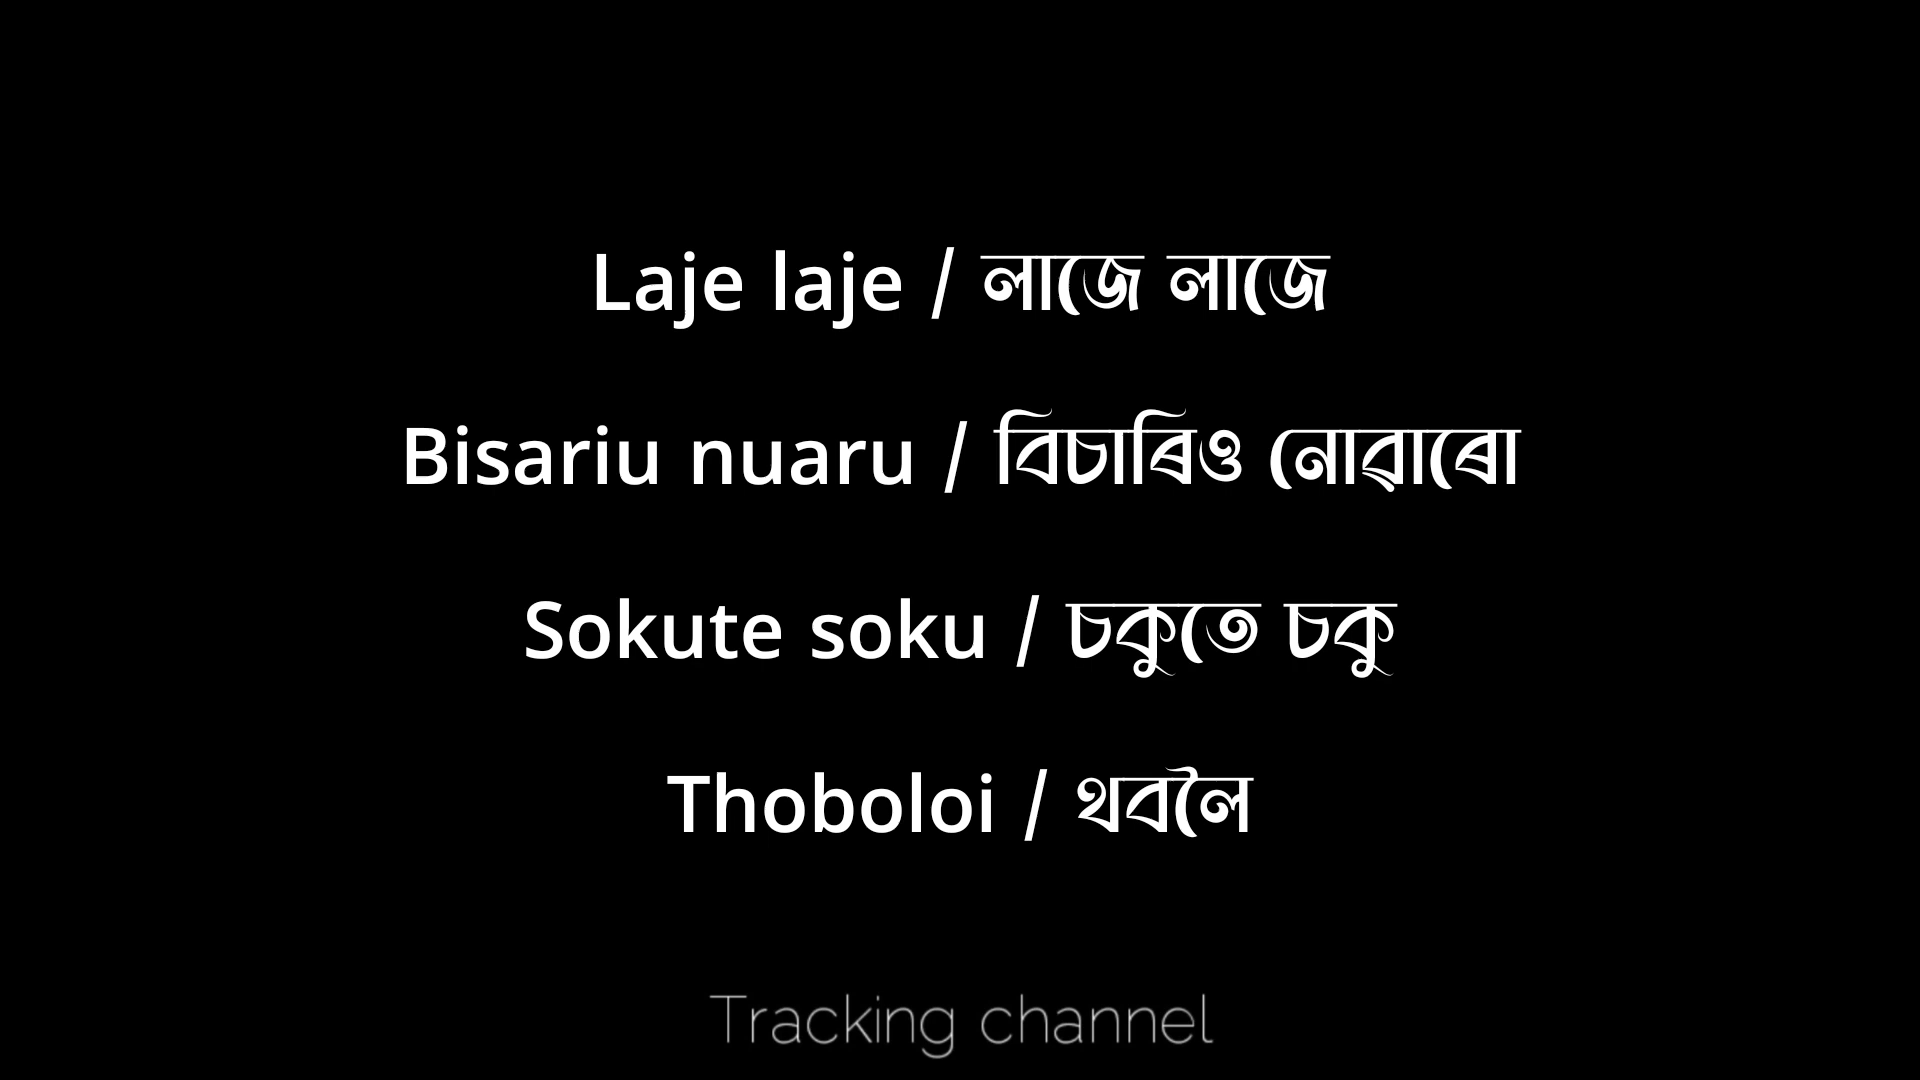 Laje laje / লাজে লাজে
Bisariu nuaru / বিচাৰিও নোৱাৰো
Sokute soku / চকুতে চকু
Thoboloi / থবলৈ
Tracking channel